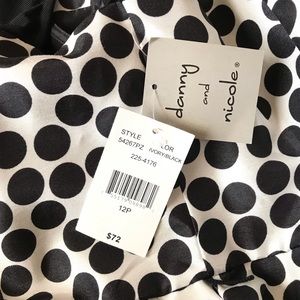 danny
and
nicole®
STYLE
54267PZ IVORY/BLACK
225-4176
12P
$72